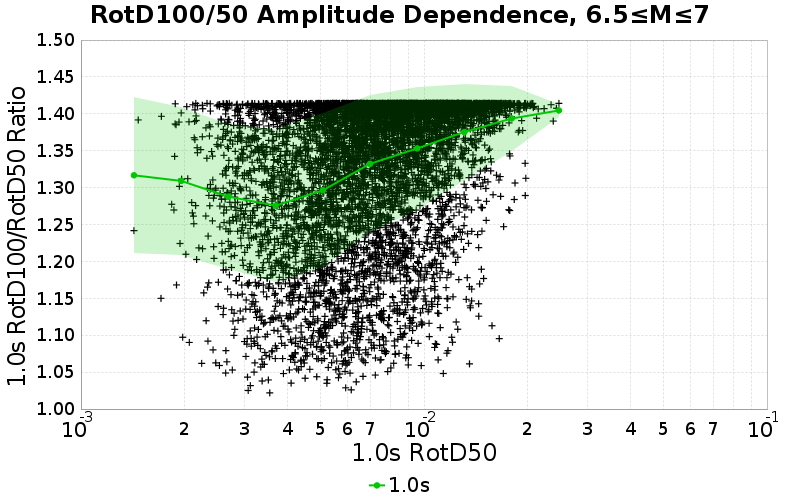 RotD100/50 Amplitude Dependence, 6.5≤M≤7
1.0s RotD100/RotD50 Ratio
1.50
1.45
1.40
1.35
1.30
1.25
1.20
1.15
1.10
1.05
1.00
10^-3 2 3 4 5 6 7 10^-2 2 3 4 5 6 7 10^-1
1.0s RotD50
1.0s